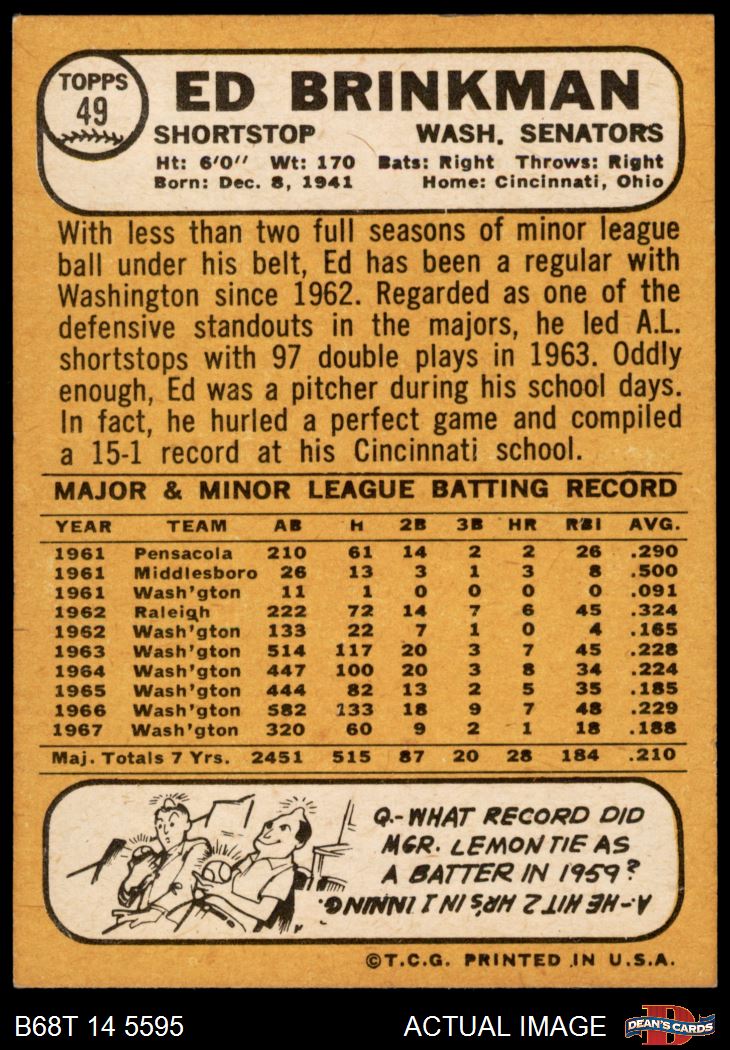 TOPPS
49
ED BRINKMAN
SHORTSTOP WASH. SENATORS
Ht: 6'0" Wt: 170 Bats: Right Throws: Right
Born: Dec. 8, 1941 Home: Cincinnati, Ohio
With less than two full seasons of minor league
ball under his belt, Ed has been a regular with
Washington since 1962. Regarded as one of the
defensive standouts in the majors, he led A.L.
shortstops with 97 double plays in 1963. Oddly
enough, Ed was a pitcher during his school days.
In fact, he hurled a perfect game and compiled
a 15-1 record at his Cincinnati school.
MAJOR & MINOR LEAGUE BATTING RECORD
YEAR TEAM AB H 2B 3B HR RBI AVG.
1961 Pensacola 210 61 14 2 2 26 .290
1961 Middlesboro 26 13 3 1 3 8 .500
1961 Wash'gton 11 1 0 0 0 0 .091
1962 Raleigh 222 72 14 7 6 45 .324
1962 Wash'gton 133 22 7 1 0 4 .165
1963 Wash'gton 514 117 20 3 7 45 .228
1964 Wash'gton 447 100 20 3 8 34 .224
1965 Wash'gton 444 82 13 2 5 35 .185
1966 Wash'gton 582 133 18 9 7 48 .229
1967 Wash'gton 320 60 9 2 1 18 .188
Maj. Totals 7 Yrs. 2451 515 87 20 28 184 .210
Q.-WHAT RECORD DID
MGR. LEMON TIE AS
A BATTER IN 1959?
A-HE HIT 2 HR'S IN 1 INNING.
©T.C.G. PRINTED IN U.S.A.
B68T 14 5595 ACTUAL IMAGE
DEAN'S CARDS